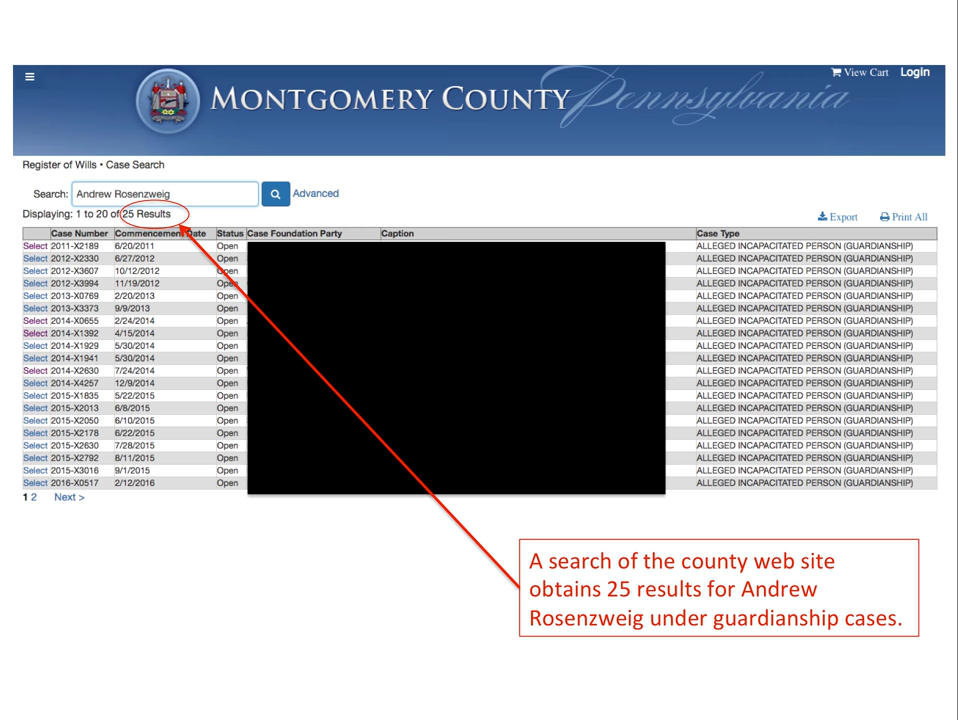 ☰
View Cart Login
MONTGOMERY COUNTY Pennsylvania
Register of Wills • Case Search
Search: Andrew Rosenzweig Advanced
Displaying: 1 to 20 of 25 Results
Export Print All
Case Number Commencement Date Status Case Foundation Party Caption Case Type
Select 2011-X2189 6/20/2011 Open ALLEGED INCAPACITATED PERSON (GUARDIANSHIP)
Select 2012-X2330 6/27/2012 Open ALLEGED INCAPACITATED PERSON (GUARDIANSHIP)
Select 2012-X3607 10/12/2012 Open ALLEGED INCAPACITATED PERSON (GUARDIANSHIP)
Select 2012-X3994 11/19/2012 Open ALLEGED INCAPACITATED PERSON (GUARDIANSHIP)
Select 2013-X0769 2/20/2013 Open ALLEGED INCAPACITATED PERSON (GUARDIANSHIP)
Select 2013-X3373 9/9/2013 Open ALLEGED INCAPACITATED PERSON (GUARDIANSHIP)
Select 2014-X0655 2/24/2014 Open ALLEGED INCAPACITATED PERSON (GUARDIANSHIP)
Select 2014-X1392 4/15/2014 Open ALLEGED INCAPACITATED PERSON (GUARDIANSHIP)
Select 2014-X1929 5/30/2014 Open ALLEGED INCAPACITATED PERSON (GUARDIANSHIP)
Select 2014-X1941 5/30/2014 Open ALLEGED INCAPACITATED PERSON (GUARDIANSHIP)
Select 2014-X2630 7/24/2014 Open ALLEGED INCAPACITATED PERSON (GUARDIANSHIP)
Select 2014-X4257 12/9/2014 Open ALLEGED INCAPACITATED PERSON (GUARDIANSHIP)
Select 2015-X1835 5/22/2015 Open ALLEGED INCAPACITATED PERSON (GUARDIANSHIP)
Select 2015-X2013 6/8/2015 Open ALLEGED INCAPACITATED PERSON (GUARDIANSHIP)
Select 2015-X2050 6/10/2015 Open ALLEGED INCAPACITATED PERSON (GUARDIANSHIP)
Select 2015-X2178 6/22/2015 Open ALLEGED INCAPACITATED PERSON (GUARDIANSHIP)
Select 2015-X2630 7/28/2015 Open ALLEGED INCAPACITATED PERSON (GUARDIANSHIP)
Select 2015-X2792 8/11/2015 Open ALLEGED INCAPACITATED PERSON (GUARDIANSHIP)
Select 2015-X3016 9/1/2015 Open ALLEGED INCAPACITATED PERSON (GUARDIANSHIP)
Select 2016-X0517 2/12/2016 Open ALLEGED INCAPACITATED PERSON (GUARDIANSHIP)
1 2 Next >
A search of the county web site
obtains 25 results for Andrew
Rosenzweig under guardianship cases.